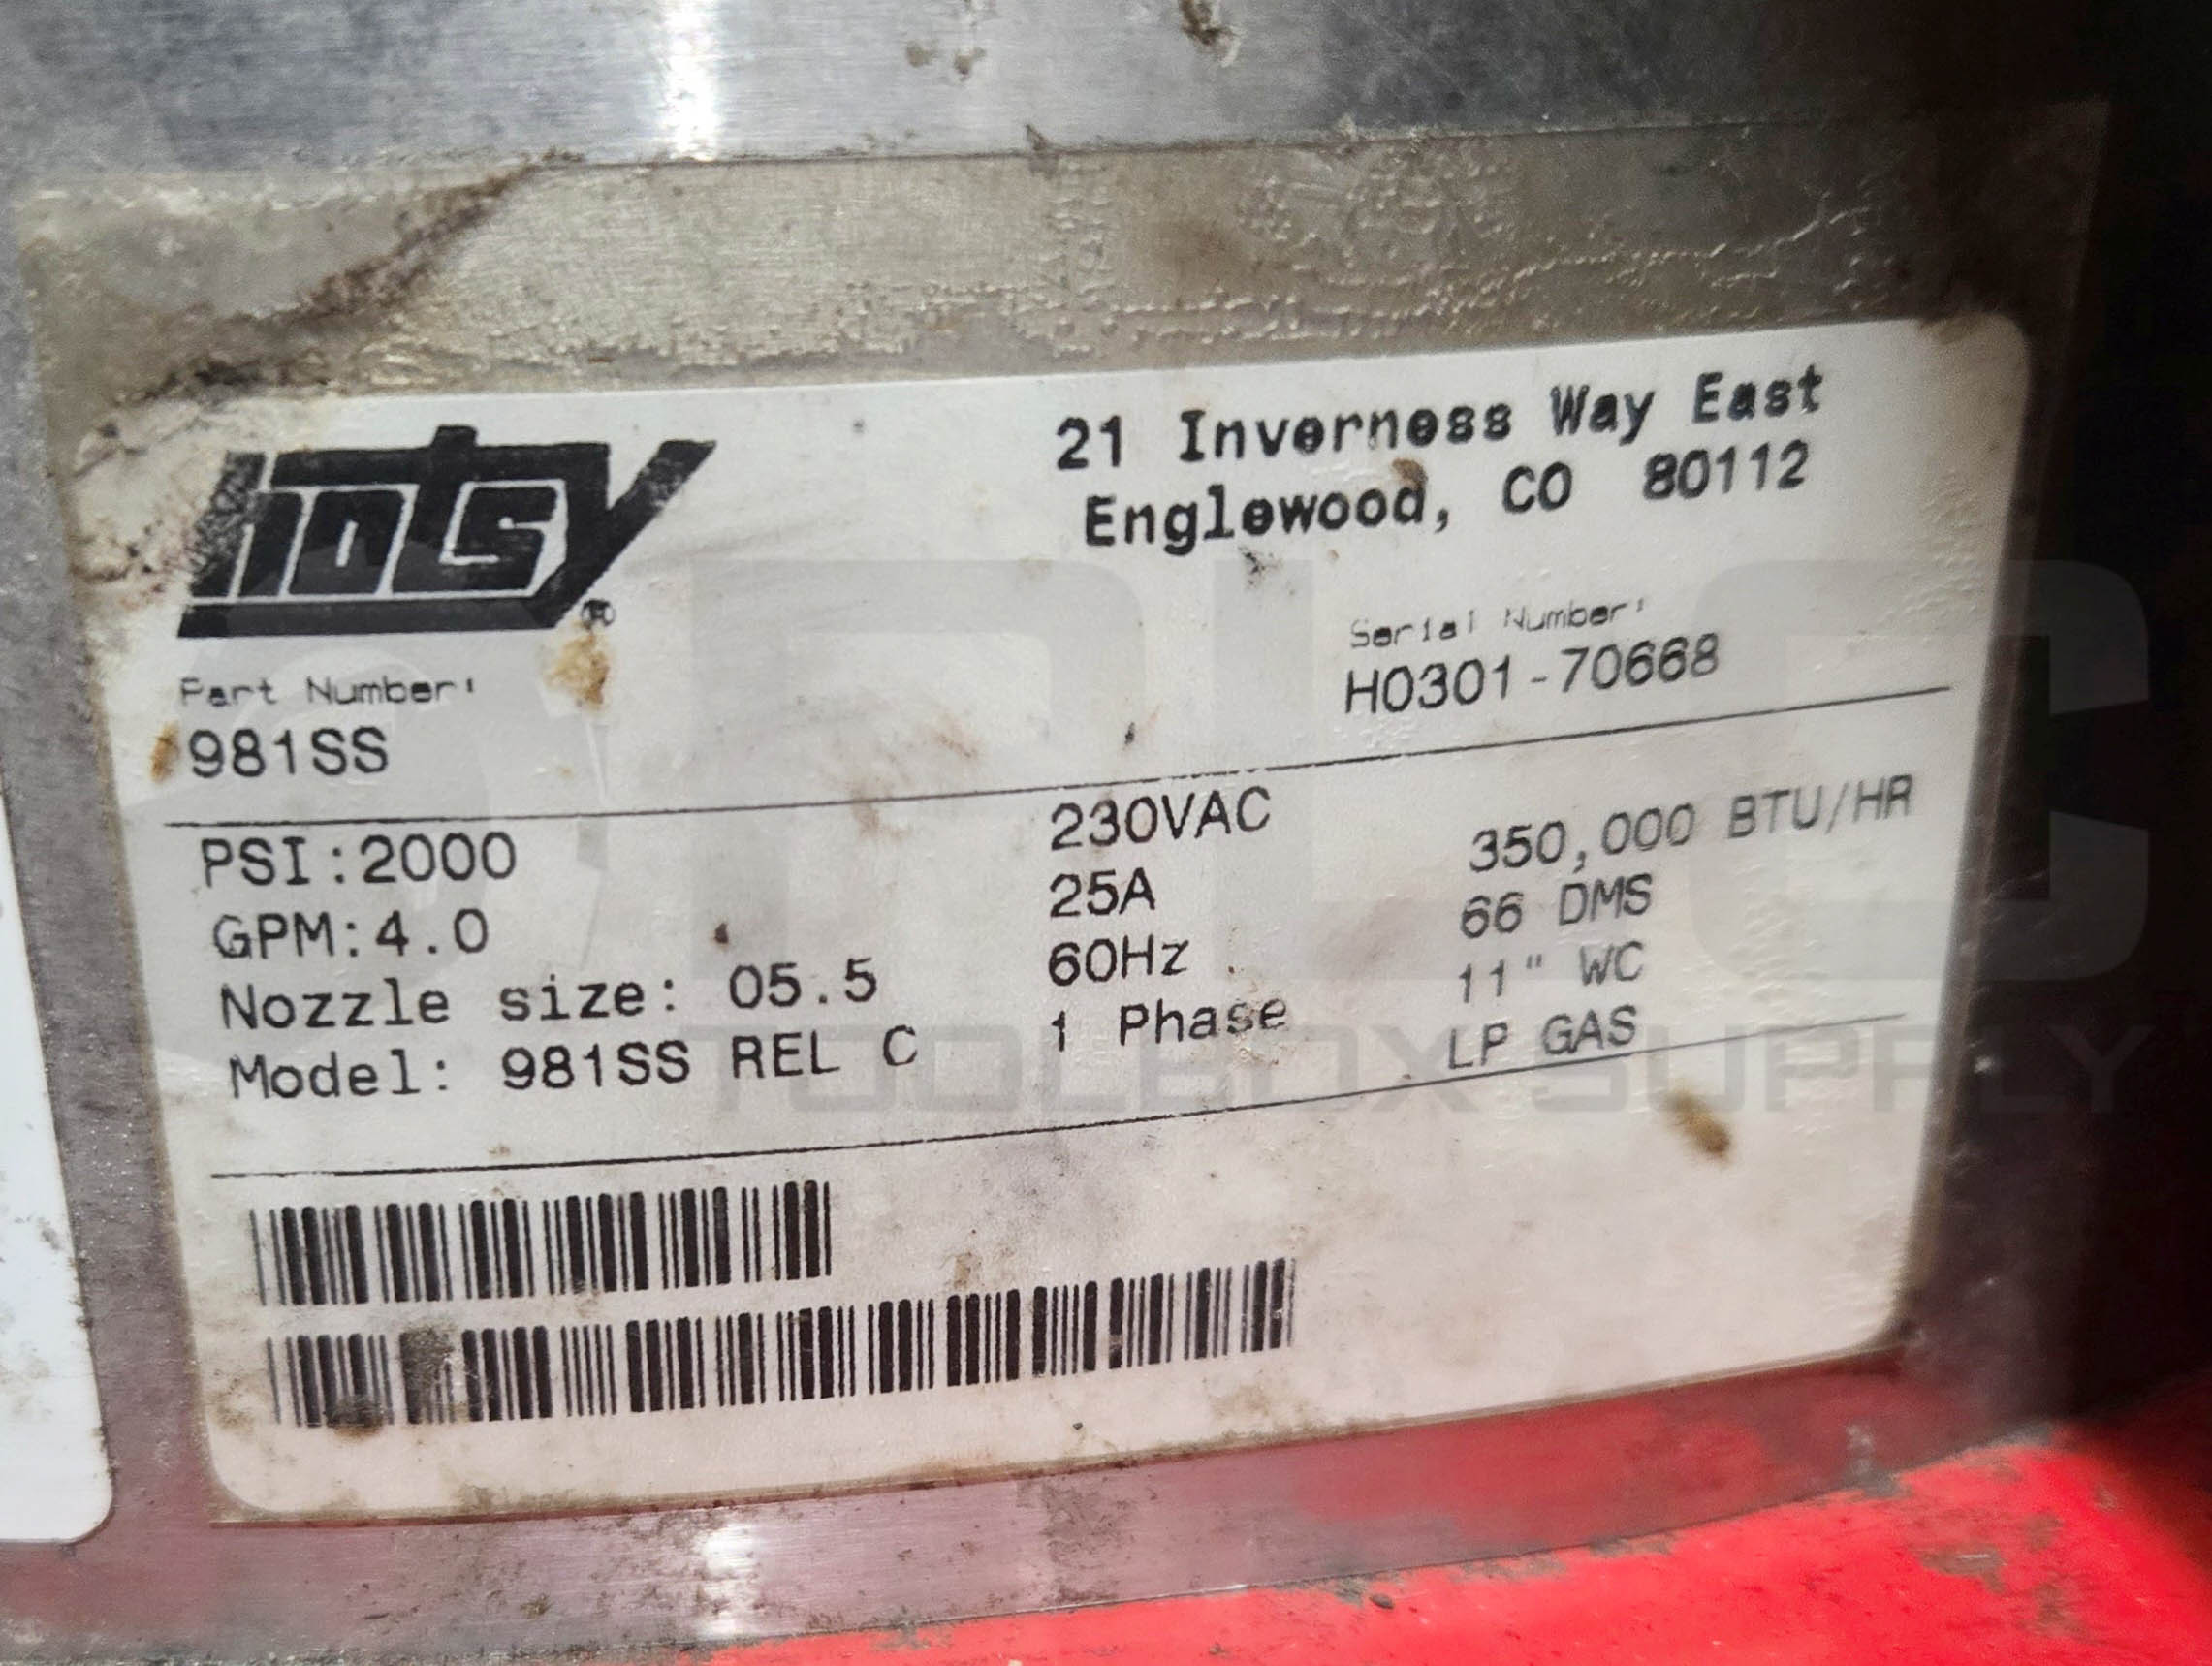 hotsy ®
21 Inverness Way East
Englewood, CO 80112
Part Number:
981SS
Serial Number:
H0301-70668
PSI:2000
GPM:4.0
Nozzle size: 05.5
Model: 981SS REL C
230VAC
25A
60Hz
1 Phase
350,000 BTU/HR
66 DMS
11" WC
LP GAS
PLC
TOOLBOX SUPPLY